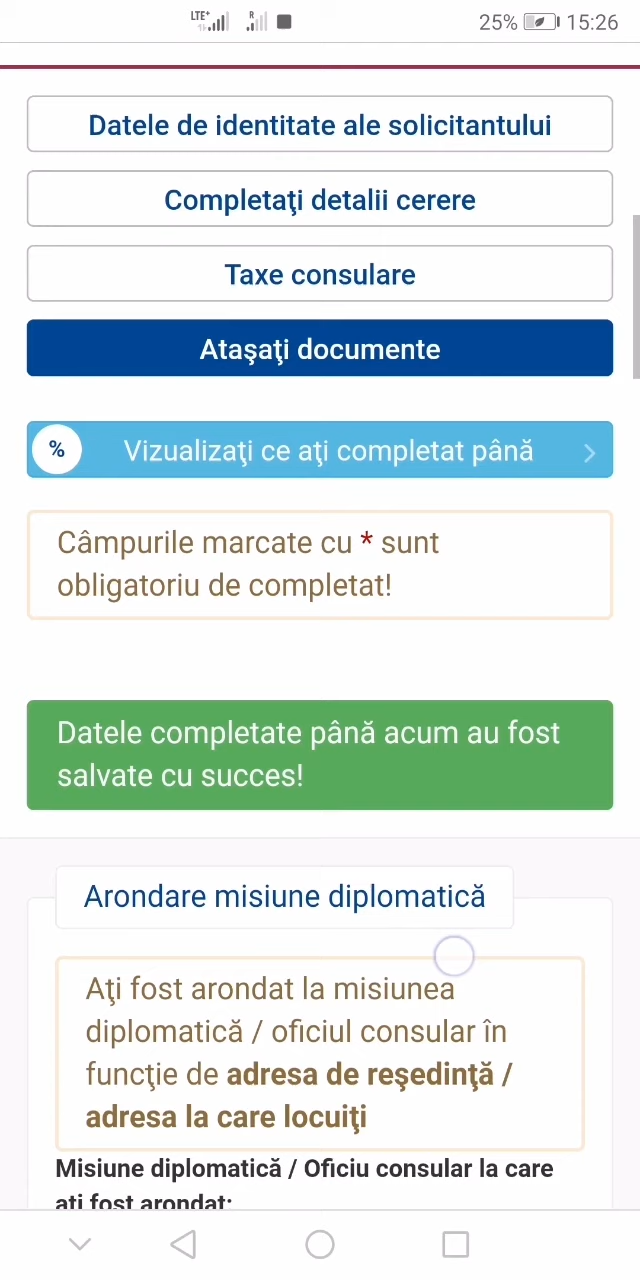 LTE+ R 25% 15:26
Datele de identitate ale solicitantului
Completaţi detalii cerere
Taxe consulare
Ataşaţi documente
% Vizualizaţi ce aţi completat până
Câmpurile marcate cu * sunt
obligatoriu de completat!
Datele completate până acum au fost
salvate cu succes!
Arondare misiune diplomatică
Aţi fost arondat la misiunea
diplomatică / oficiul consular în
funcţie de adresa de reşedinţă /
adresa la care locuiţi
Misiune diplomatică / Oficiu consular la care
aţi fost arondat: